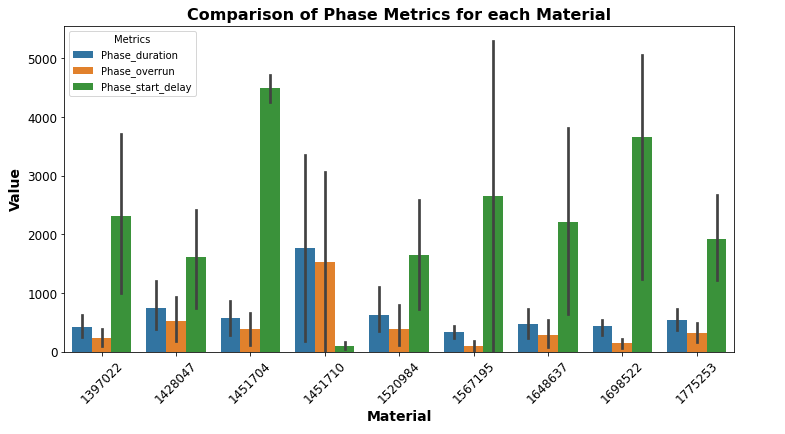 Comparison of Phase Metrics for each Material
Metrics
Phase_duration
Phase_overrun
Phase_start_delay
Value
5000
4000
3000
2000
1000
0
1397022
1428047
1451704
1451710
1520984
1567195
1648637
1698522
1775253
Material